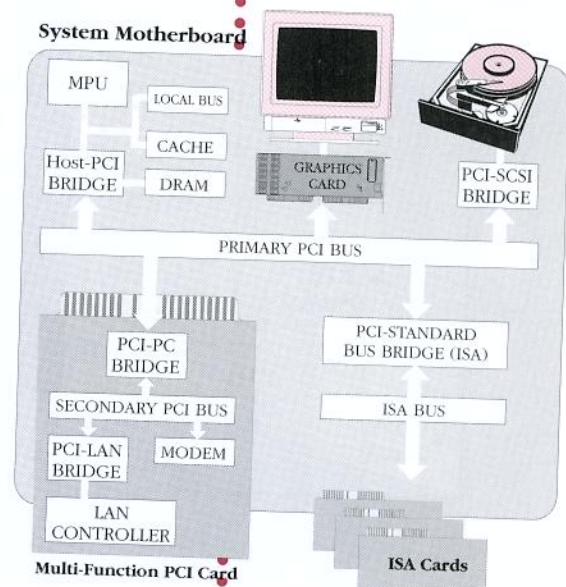 System Motherboard
MPU
LOCAL BUS
CACHE
Host-PCI
BRIDGE
DRAM
GRAPHICS
CARD
PCI-SCSI
BRIDGE
PRIMARY PCI BUS
PCI-PC
BRIDGE
PCI-STANDARD
BUS BRIDGE (ISA)
SECONDARY PCI BUS
ISA BUS
PCI-LAN
BRIDGE
MODEM
LAN
CONTROLLER
Multi-Function PCI Card
ISA Cards